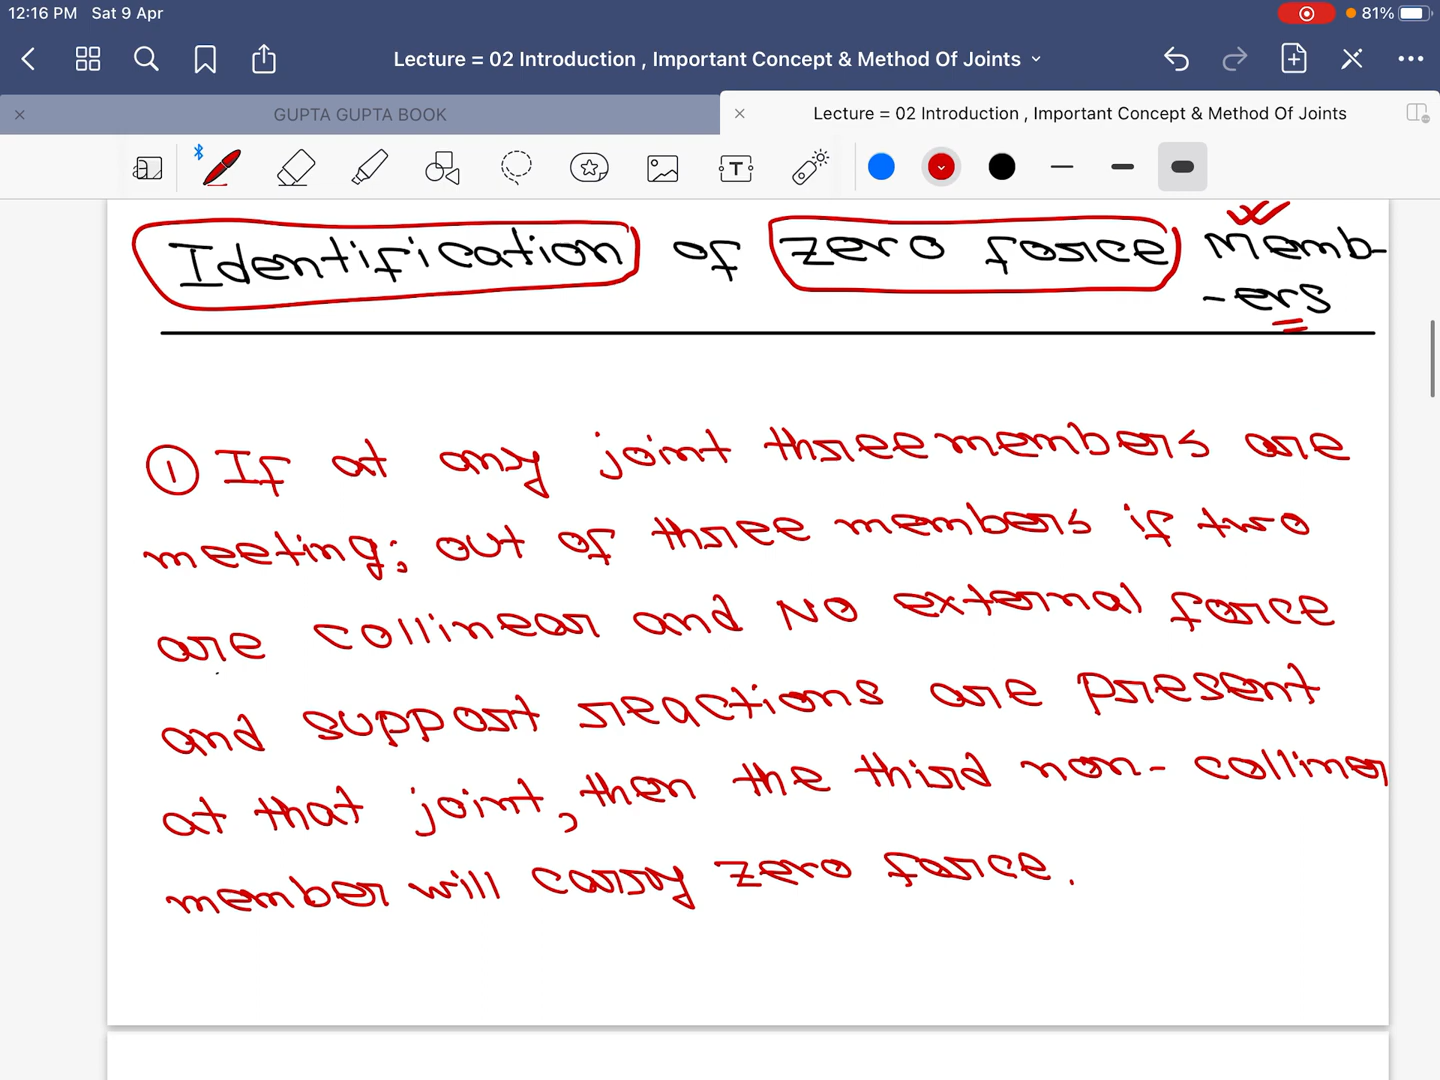 12:16 PM Sat 9 Apr
81%
Lecture = 02 Introduction , Important Concept & Method Of Joints
GUPTA GUPTA BOOK
Lecture = 02 Introduction , Important Concept & Method Of Joints
T
Identification of zero force Memb-
-ers
① If at any joint three members are
meeting; out of three members if two
are collinear and NO external force
and support reactions are present
at that joint, then the third non-collinear
member will carry zero force.